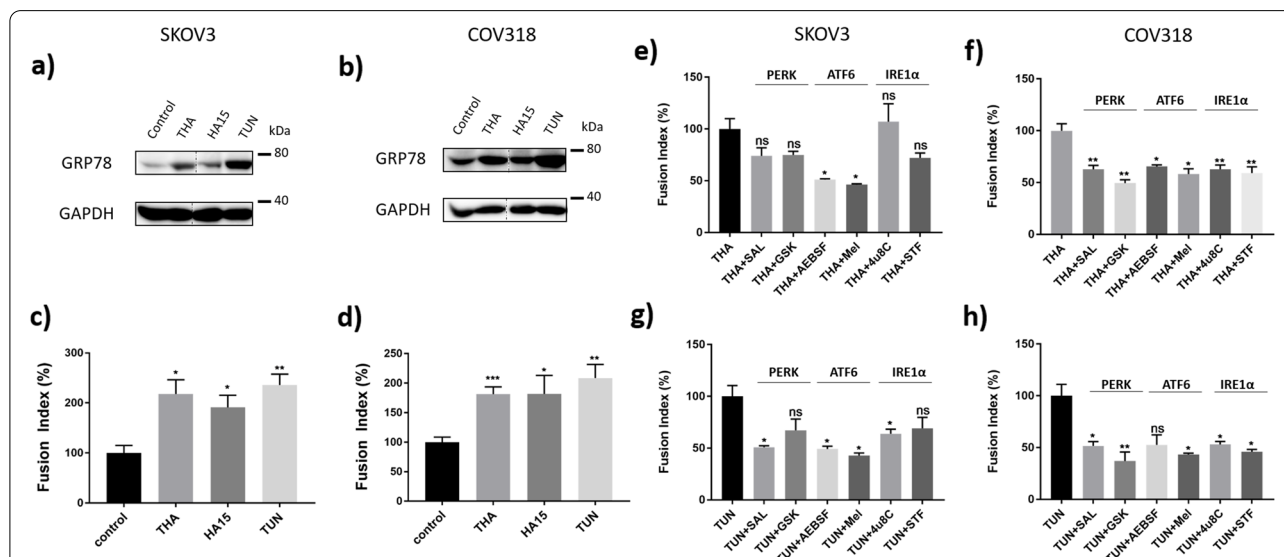 SKOV3
COV318
SKOV3
COV318
a)
Control
THA
HA15
TUN
kDa
GRP78
80
GAPDH
40
b)
Control
THA
HA15
TUN
kDa
GRP78
80
GAPDH
40
e)
PERK
ATF6
IRE1α
Fusion Index (%)
150
100
50
0
ns
ns
*
*
ns
ns
THA
THA+SAL
THA+GSK
THA+AEBSF
THA+Mel
THA+4u8C
THA+STF
f)
PERK
ATF6
IRE1α
Fusion Index (%)
150
100
50
0
**
**
*
*
**
**
THA
THA+SAL
THA+GSK
THA+AEBSF
THA+Mel
THA+4u8C
THA+STF
c)
Fusion Index (%)
300
200
100
0
*
*
**
control
THA
HA15
TUN
d)
Fusion Index (%)
250
200
150
100
50
0
***
*
**
control
THA
HA15
TUN
g)
PERK
ATF6
IRE1α
Fusion Index (%)
150
100
50
0
*
ns
*
*
*
ns
TUN
TUN+SAL
TUN+GSK
TUN+AEBSF
TUN+Mel
TUN+4u8C
TUN+STF
h)
PERK
ATF6
IRE1α
Fusion Index (%)
150
100
50
0
*
**
ns
*
*
*
TUN
TUN+SAL
TUN+GSK
TUN+AEBSF
TUN+Mel
TUN+4u8C
TUN+STF